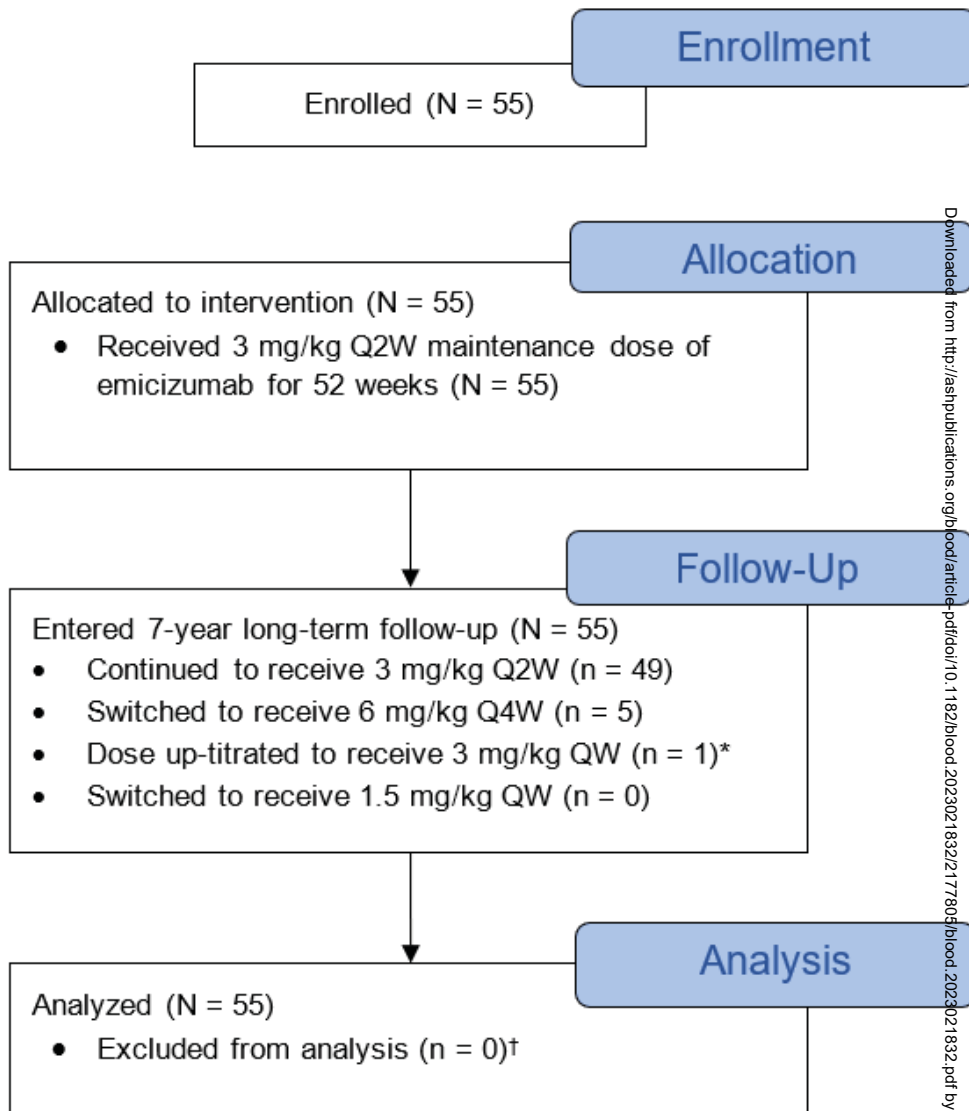 Enrollment
Enrolled (N = 55)
Allocation
Allocated to intervention (N = 55)
• Received 3 mg/kg Q2W maintenance dose of
emicizumab for 52 weeks (N = 55)
Follow-Up
Entered 7-year long-term follow-up (N = 55)
• Continued to receive 3 mg/kg Q2W (n = 49)
• Switched to receive 6 mg/kg Q4W (n = 5)
• Dose up-titrated to receive 3 mg/kg QW (n = 1)*
• Switched to receive 1.5 mg/kg QW (n = 0)
Analysis
Analyzed (N = 55)
• Excluded from analysis (n = 0)†
Downloaded from http://ashpublications.org/blood/article-pdf/doi/10.1182/blood.2023021832/2177805/blood.2023021832.pdf by